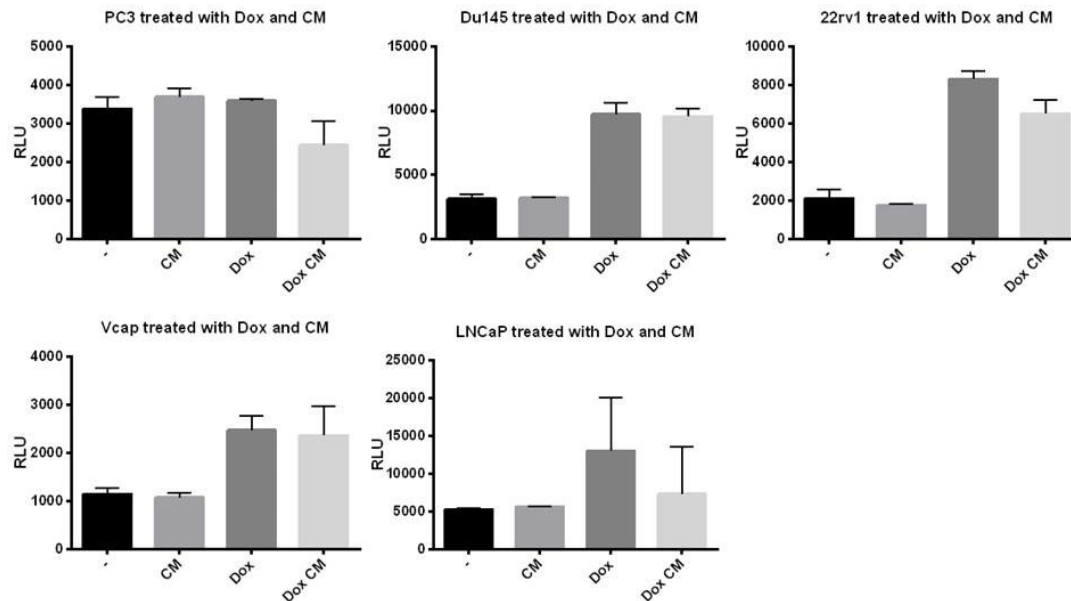 PC3 treated with Dox and CM
5000
4000
3000
2000
1000
0
RLU
-
CM
Dox
Dox CM
Du145 treated with Dox and CM
15000
10000
5000
0
RLU
-
CM
Dox
Dox CM
22rv1 treated with Dox and CM
10000
8000
6000
4000
2000
0
RLU
-
CM
Dox
Dox CM
Vcap treated with Dox and CM
4000
3000
2000
1000
0
RLU
-
CM
Dox
Dox CM
LNCaP treated with Dox and CM
25000
20000
15000
10000
5000
0
RLU
-
CM
Dox
Dox CM